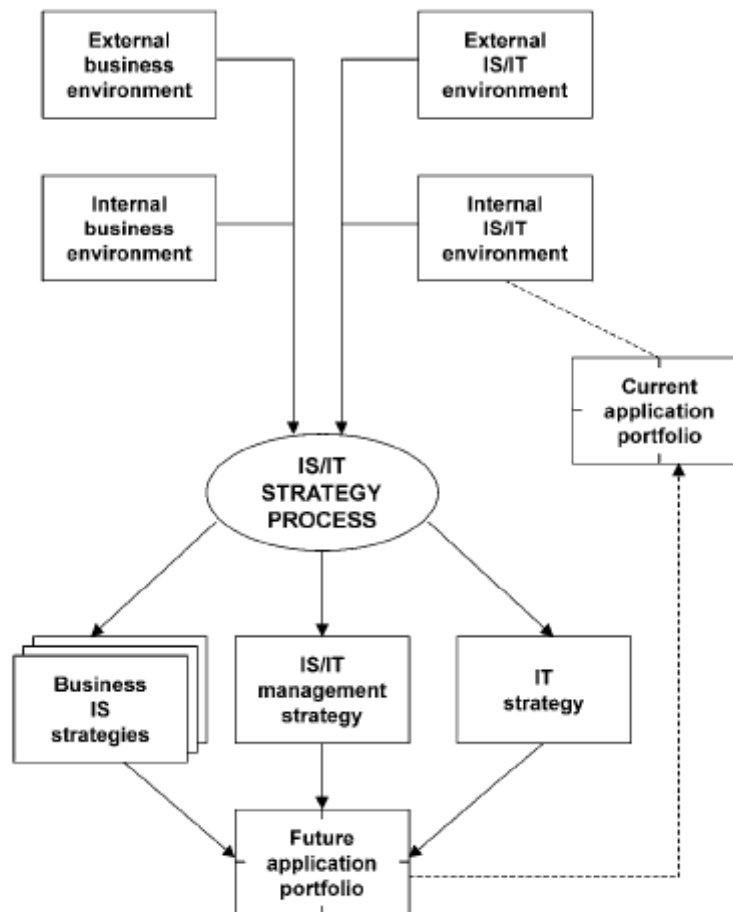 External
business
environment
External
IS/IT
environment
Internal
business
environment
Internal
IS/IT
environment
Current
application
portfolio
IS/IT
STRATEGY
PROCESS
Business
IS
strategies
IS/IT
management
strategy
IT
strategy
Future
application
portfolio